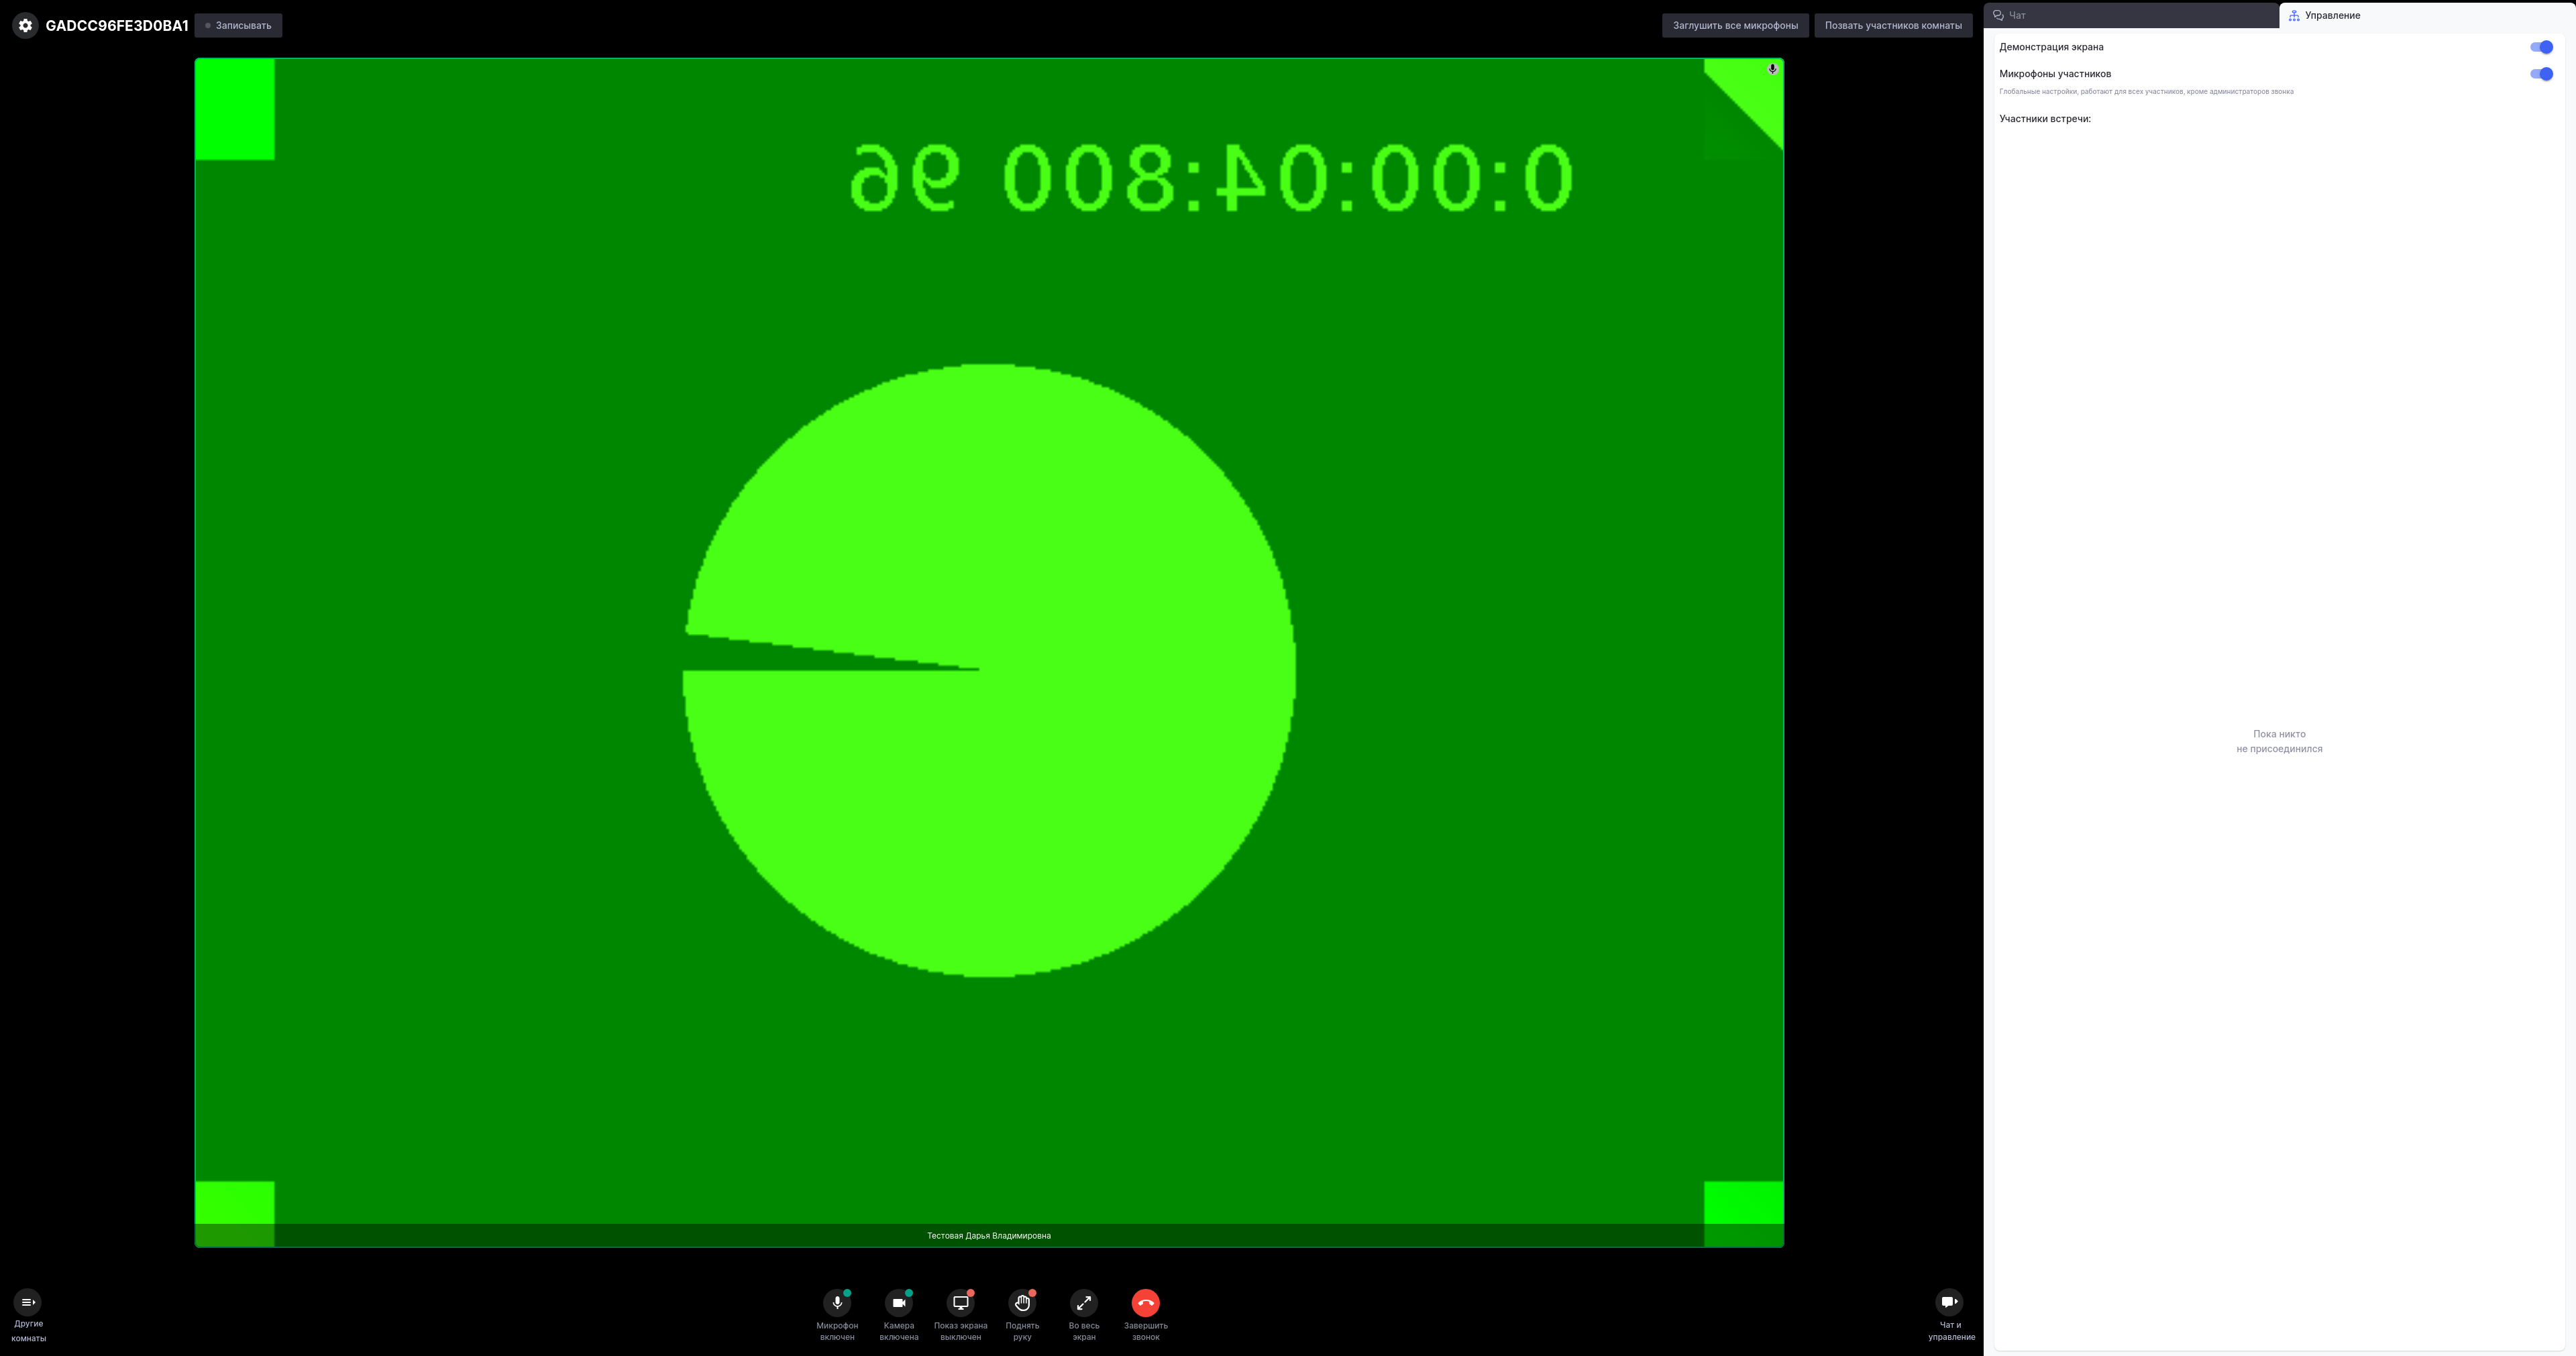 GADCC96FE3D0BA1
Записывать
Заглушить все микрофоны
Позвать участников комнаты
Чат
Управление
Демонстрация экрана
Микрофоны участников
Глобальные настройки, работают для всех участников, кроме администраторов звонка
Участники встречи:
0:00:04:800 96
Пока никто
не присоединился
Тестовая Дарья Владимировна
Другие
комнаты
Микрофон
включен
Камера
включена
Показ экрана
выключен
Поднять
руку
Во весь
экран
Завершить
звонок
Чат и
управление